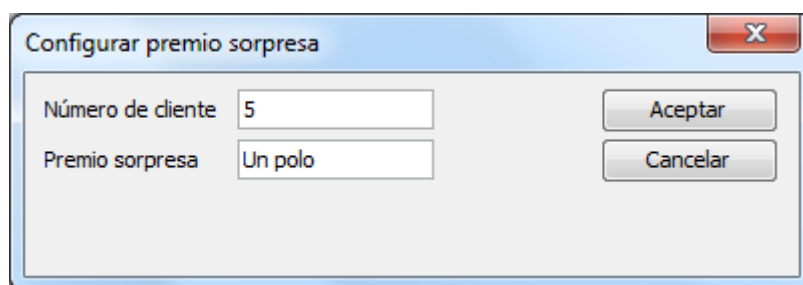 Configurar premio sorpresa
Número de cliente 5 Aceptar
Premio sorpresa Un polo Cancelar